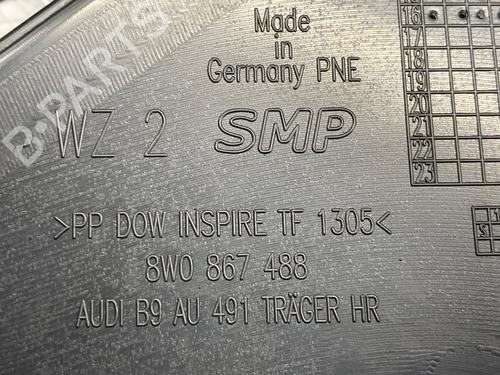 Made
in
Germany PNE
WZ 2 SMP
>PP DOW INSPIRE TF 1305<
8W0 867 488
AUDI B9 AU 491 TRÄGER HR
B-PARTS
16
17
18
19
20
21
22
23